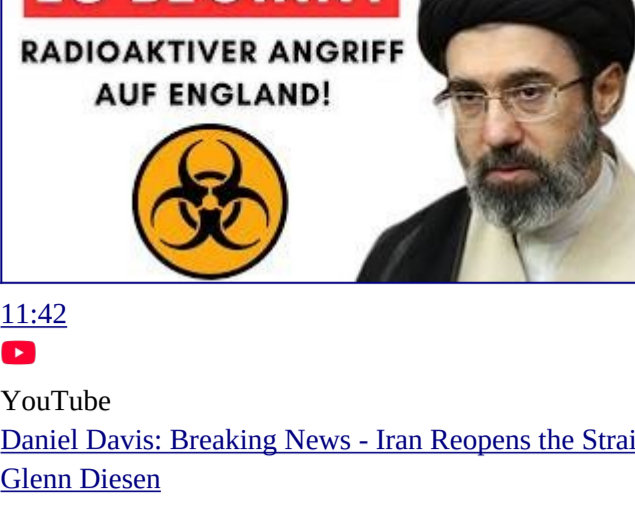 RADIOAKTIVER ANGRIFF
AUF ENGLAND!
11:42
YouTube
Daniel Davis: Breaking News - Iran Reopens the Strai
Glenn Diesen